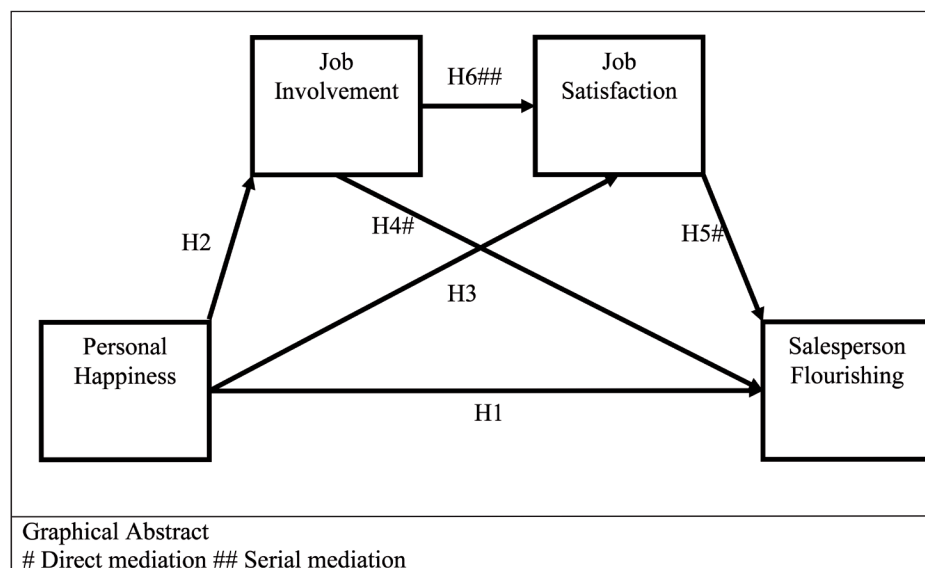 Job
Involvement
H6##
Job
Satisfaction
H2
H4#
H3
H5#
Personal
Happiness
H1
Salesperson
Flourishing
Graphical Abstract
# Direct mediation ## Serial mediation